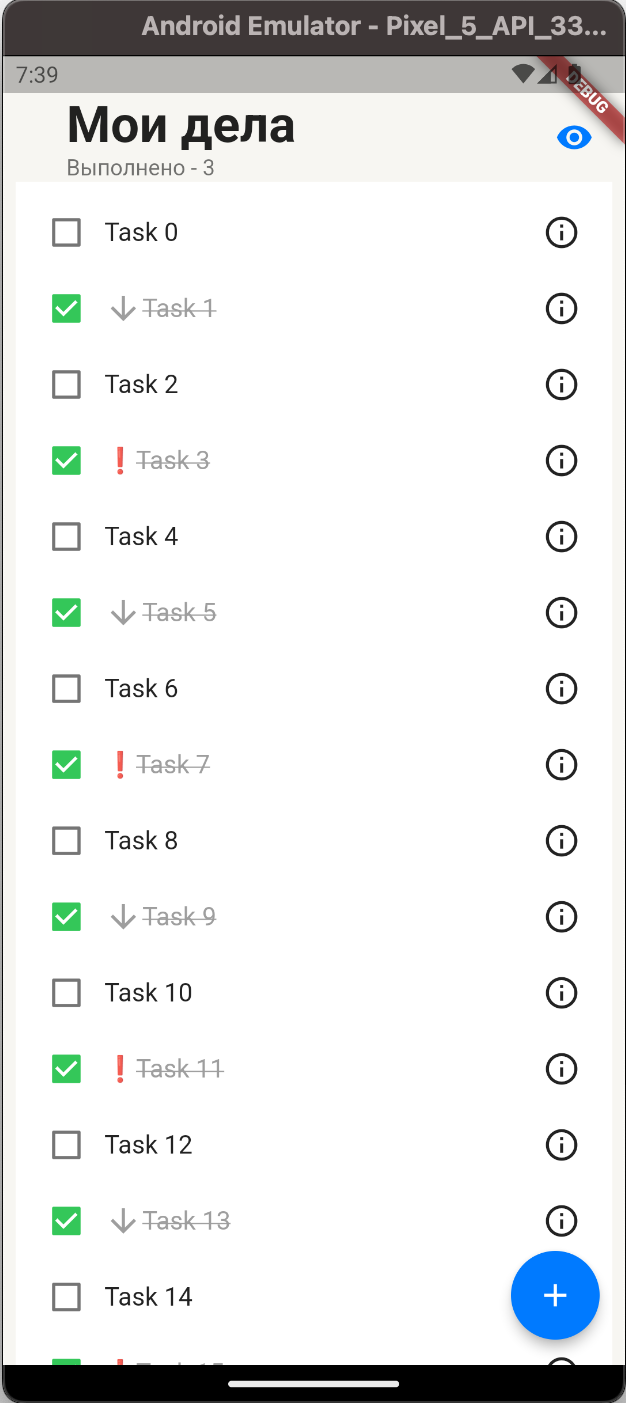 Android Emulator - Pixel_5_API_33...
7:39
DEBUG
Мои дела
Выполнено - 3
Task 0
Task 1
Task 2
❗Task 3
Task 4
Task 5
Task 6
❗Task 7
Task 8
Task 9
Task 10
❗Task 11
Task 12
Task 13
Task 14